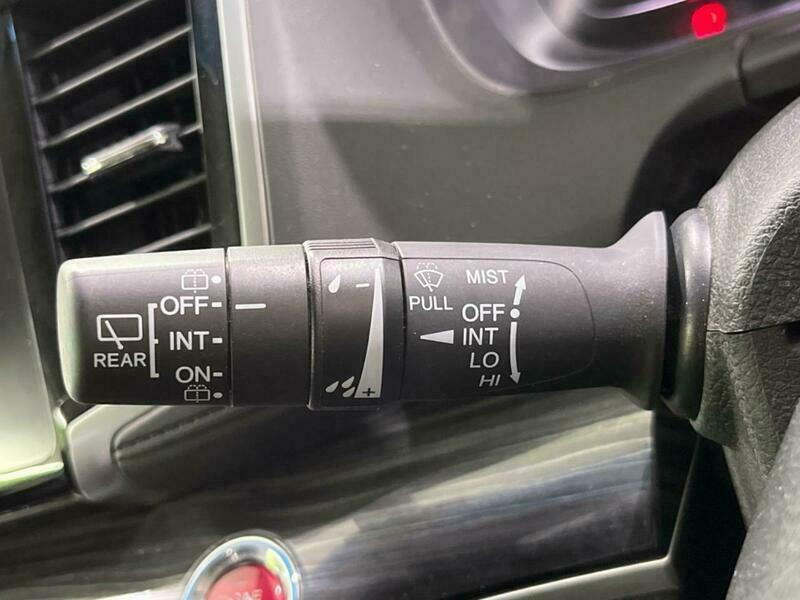 OFF
INT
ON
REAR
- +
PULL
MIST
OFF
INT
LO
HI